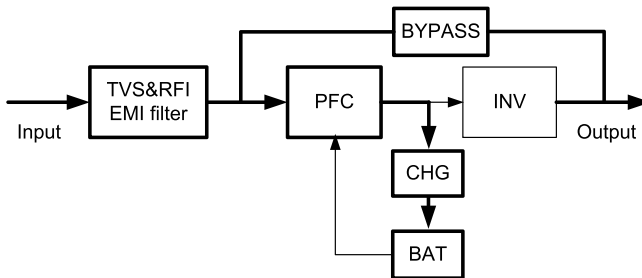 BYPASS
TVS&RFI
EMI filter
PFC
INV
Input
Output
CHG
BAT